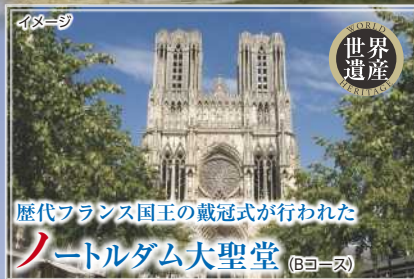 イメージ
WORLD
世界
遺産
HERITAGE
歴代フランス国王の戴冠式が行われた
ノートルダム大聖堂 (Bコース)